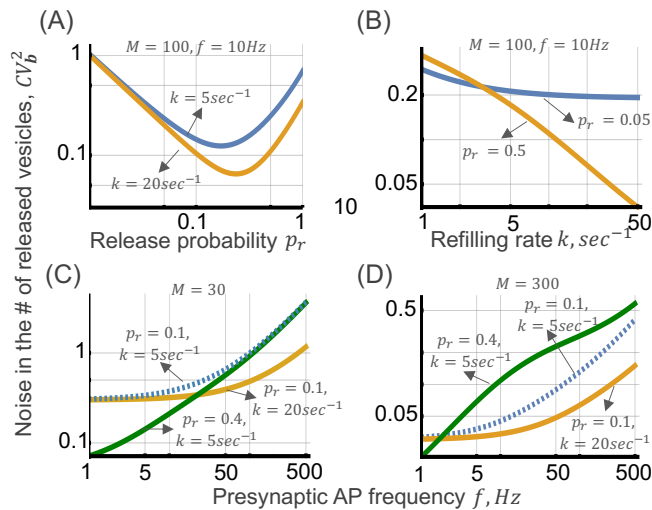 (A)
(B)
Noise in the # of released vesicles, CV_b^2
M = 100, f = 10Hz
1
0.1
k = 5sec⁻¹
k = 20sec⁻¹
0.1
1
Release probability p_r
M = 100, f = 10Hz
0.2
0.05
p_r = 0.05
p_r = 0.5
10
1
5
50
Refilling rate k, sec⁻¹
(C)
M = 30
1
0.1
p_r = 0.1,
k = 5sec⁻¹
p_r = 0.1,
k = 20sec⁻¹
p_r = 0.4,
k = 5sec⁻¹
1
5
50
500
(D)
M = 300
0.5
0.05
p_r = 0.1,
k = 5sec⁻¹
p_r = 0.4,
k = 5sec⁻¹
p_r = 0.1,
k = 20sec⁻¹
1
5
50
500
Presynaptic AP frequency f, Hz